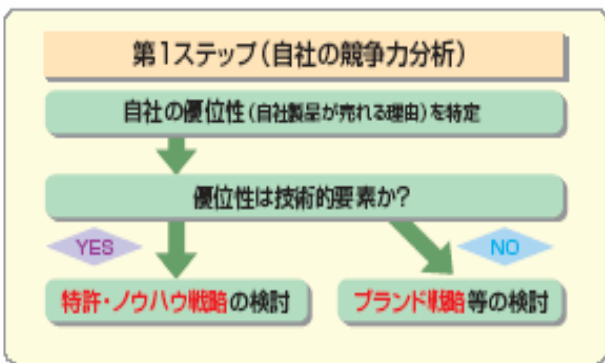 第1ステップ(自社の競争力分析)
自社の優位性(自社製品が売れる理由)を特定
優位性は技術的要素か?
YES
NO
特許・ノウハウ戦略の検討
ブランド戦略等の検討